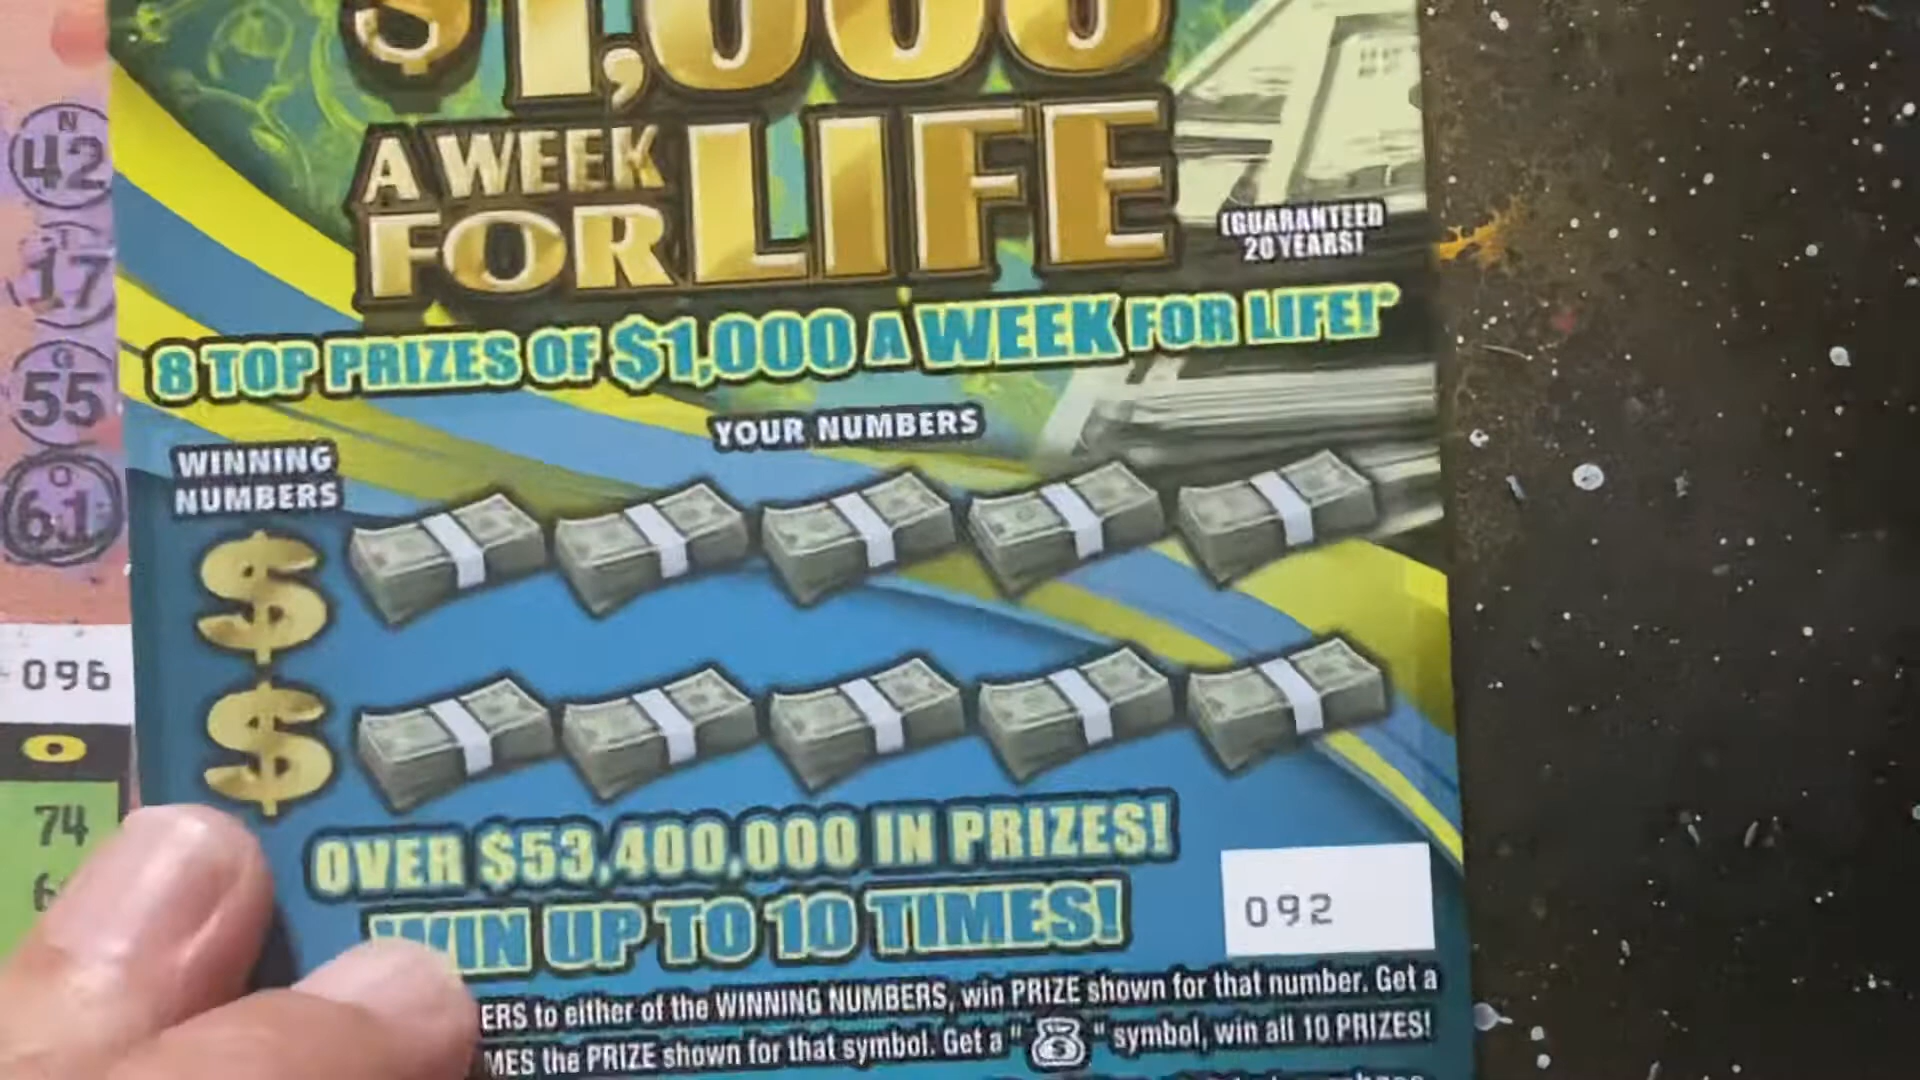 $1,000
A WEEK
FOR LIFE
(GUARANTEED
20 YEARS)
8 TOP PRIZES OF $1,000 A WEEK FOR LIFE!*
YOUR NUMBERS
WINNING
NUMBERS
$
$
OVER $53,400,000 IN PRIZES!
WIN UP TO 10 TIMES!
092
ERS to either of the WINNING NUMBERS, win PRIZE shown for that number. Get a
MES the PRIZE shown for that symbol. Get a " $ " symbol, win all 10 PRIZES!
N
42
I
17
G
55
O
61
096
O
74